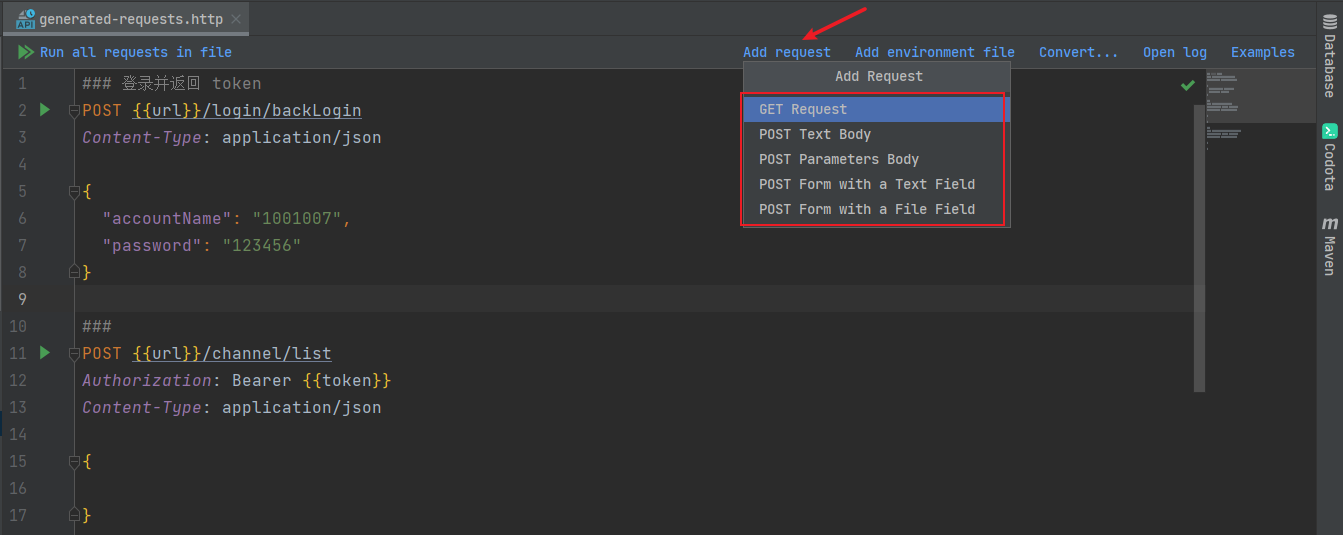 API
generated-requests.http
Run all requests in file
Add request
Add environment file
Convert...
Open log
Examples
Add Request
GET Request
POST Text Body
POST Parameters Body
POST Form with a Text Field
POST Form with a File Field
1 ### 登录并返回 token
2 POST {{url}}/login/backLogin
3 Content-Type: application/json
4
5 {
6 "accountName": "1001007",
7 "password": "123456"
8 }
9
10 ###
11 POST {{url}}/channel/list
12 Authorization: Bearer {{token}}
13 Content-Type: application/json
14
15 {
16
17 }
Database
Codota
m
Maven